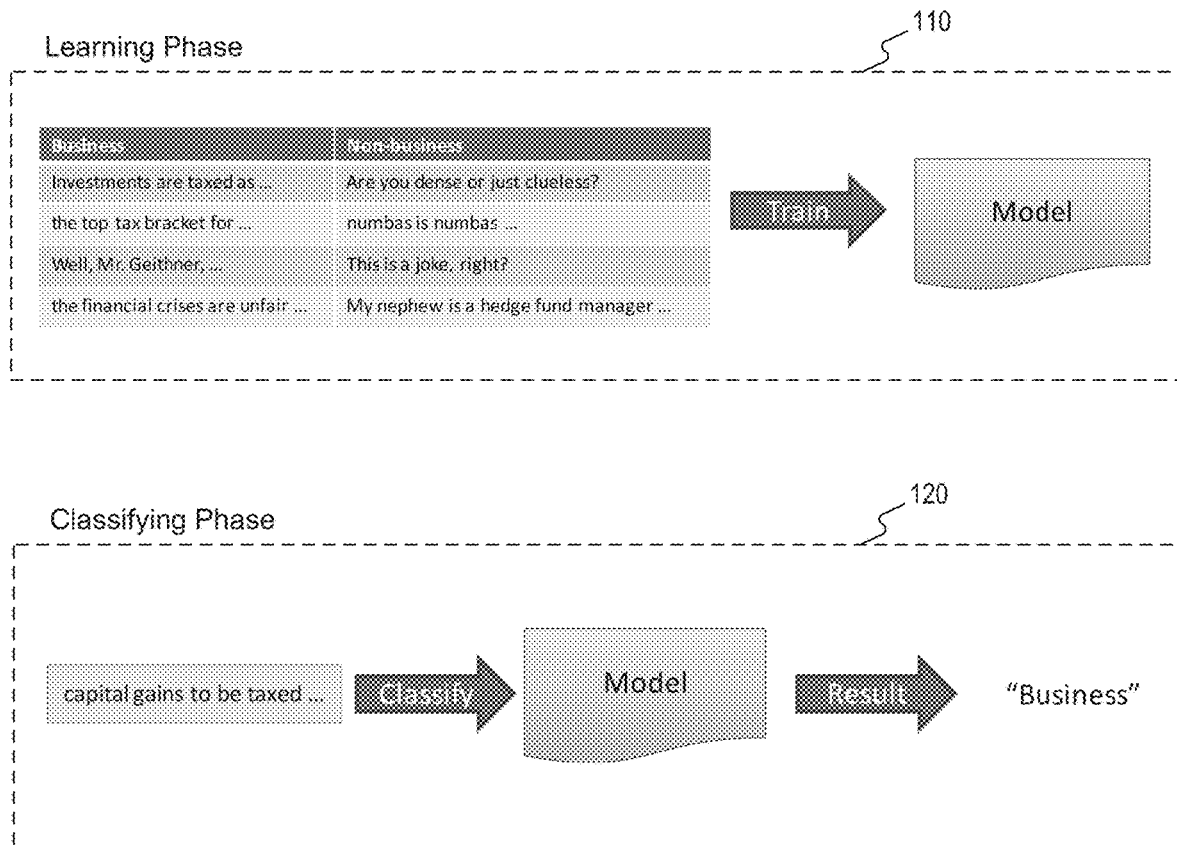 110
Learning Phase
Business Non-business
Investments are taxed as ... Are you dense or just clueless?
the top tax bracket for ... numbas is numbas ...
Well, Mr. Geithner, ... This is a joke, right?
the financial crises are unfair ... My nephew is a hedge fund manager ...
Train
Model
120
Classifying Phase
capital gains to be taxed ...
Classify
Model
Result
"Business"